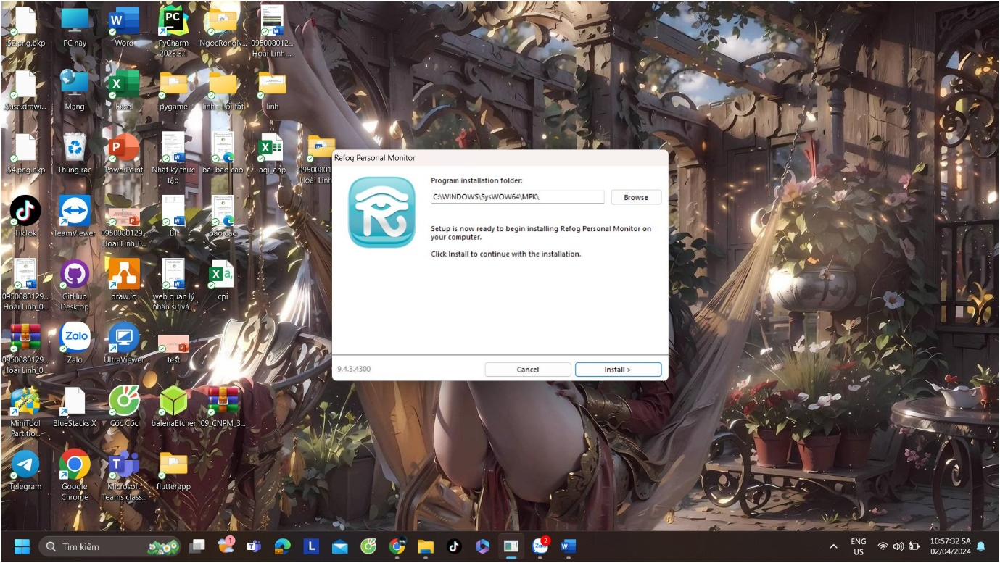 .$2.png.bkp
PC này
Word
PyCharm
2023.3.1
NgocRongN...
095008012...
Hoài Linh_...
.$use.drawi...
Mạng
Excel
pygame
linh - Lối tắt
linh
.$4.png.bkp
Thùng rác
PowerPoint
Nhật ký thực
tập
bài báo cáo
aqi_ahp
09500801
Hoài Linh
TikTok
TeamViewer
0950080129...
Hoài Linh_0...
BT
báo cáo
0950080129...
Hoài Linh_0...
GitHub
Desktop
draw.io
web quản lý
nhân sự và...
cpi
0950080129...
Hoài Linh_0...
Zalo
Zalo
UltraViewer
test
MiniTool
Partitio...
BlueStacks X
Cốc Cốc
balenaEtcher
09_CNPM_3...
Telegram
Google
Chrome
Microsoft
Teams class...
flutterapp
Refog Personal Monitor
Program installation folder:
C:\WINDOWS\SysWOW64\MPK\
Browse
Setup is now ready to begin installing Refog Personal Monitor on
your computer.
Click Install to continue with the installation.
9.4.3.4300
Cancel
Install >
Tìm kiếm
1
2
ENG
US
10:57:32 SA
02/04/2024